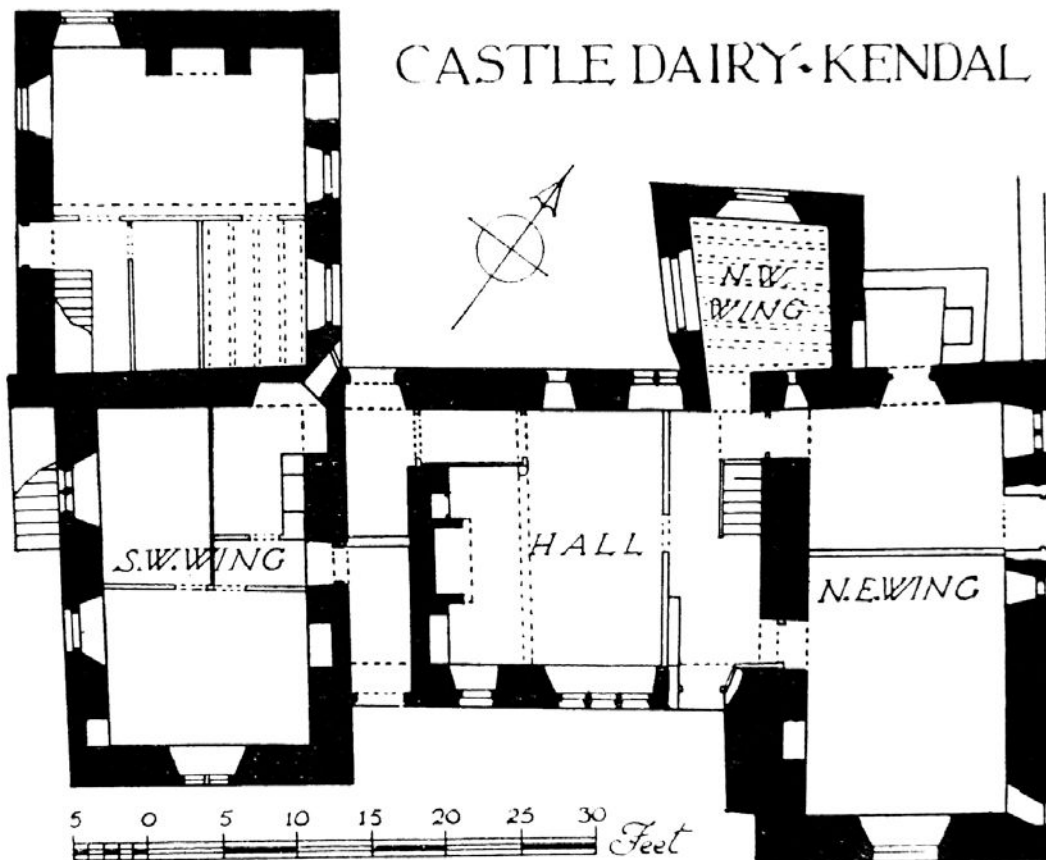 CASTLE DAIRY·KENDAL
N.W.
WING
HALL
S.W.WING
N.E.WING
5 0 5 10 15 20 25 30 Feet